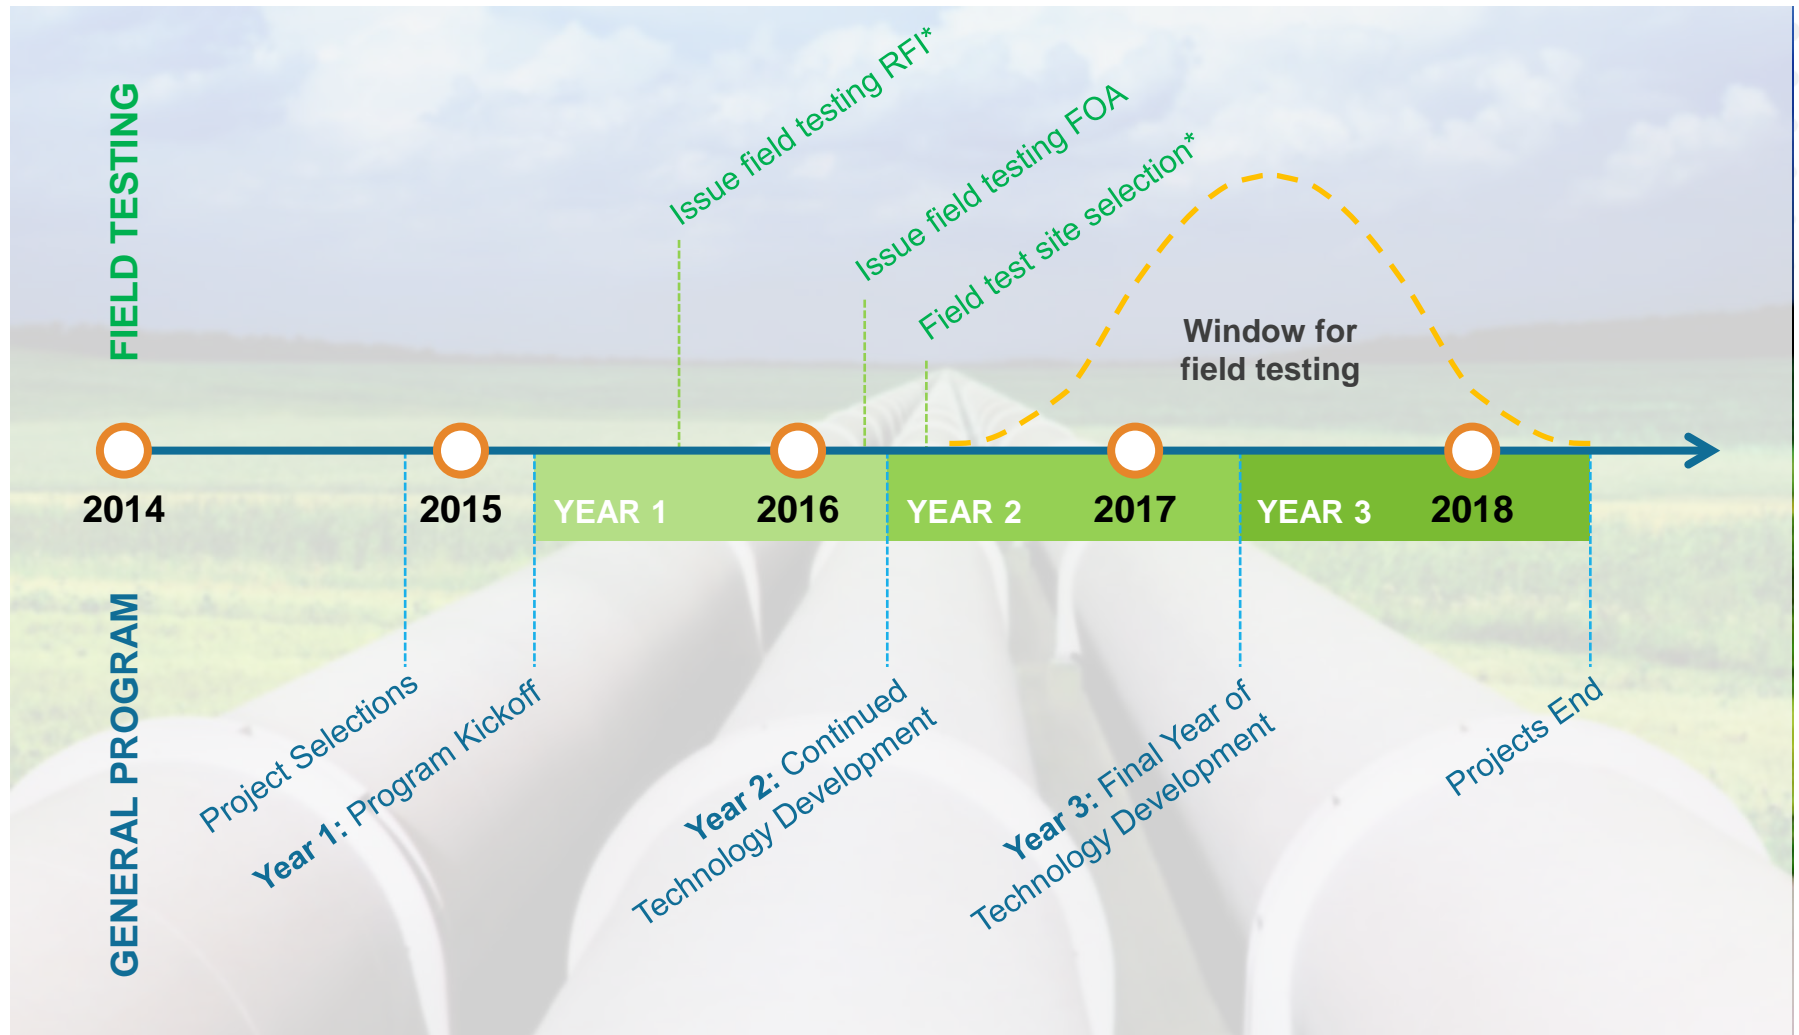 FIELD TESTING
Issue field testing RFI*
Issue field testing FOA
Field test site selection*
Window for
field testing
2014
2015
YEAR 1
2016
YEAR 2
2017
YEAR 3
2018
GENERAL PROGRAM
Project Selections
Year 1: Program Kickoff
Year 2: Continued
Technology Development
Year 3: Final Year of
Technology Development
Projects End